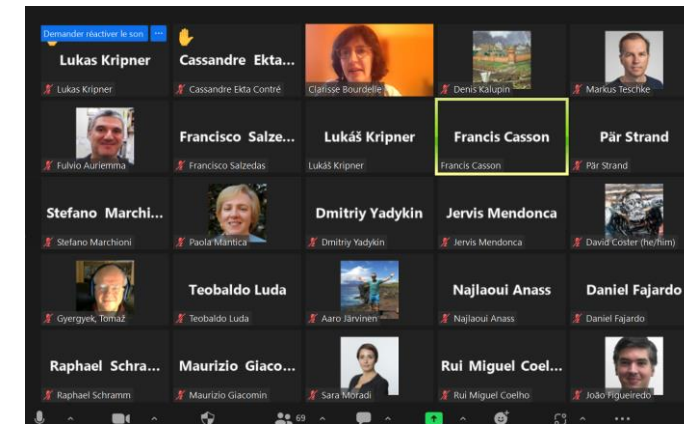 Demander réactiver le son ...
Lukas Kripner
Lukas Kripner
Cassandre Ekta...
Cassandre Ekta Contré
Clarisse Bourdelle
Denis Kalupin
Markus Teschke
Fulvio Auriemma
Francisco Salze...
Francisco Salzedas
Lukáš Kripner
Lukáš Kripner
Francis Casson
Francis Casson
Pär Strand
Pär Strand
Stefano Marchi...
Stefano Marchioni
Paola Mantica
Dmitriy Yadykin
Dmitriy Yadykin
Jervis Mendonca
Jervis Mendonca
David Coster (he/him)
Gyergyek, Tomaž
Teobaldo Luda
Teobaldo Luda
Aaro Järvinen
Najlaoui Anass
Najlaoui Anass
Daniel Fajardo
Daniel Fajardo
Raphael Schra...
Raphael Schramm
Maurizio Giaco...
Maurizio Giacomin
Sara Moradi
Rui Miguel Coel...
Rui Miguel Coelho
João Figueiredo
69